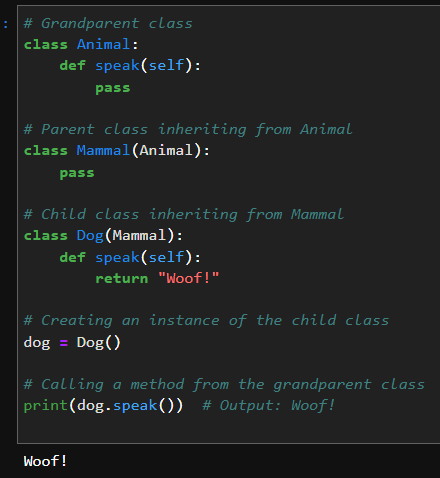 :
# Grandparent class
class Animal:
    def speak(self):
        pass

# Parent class inheriting from Animal
class Mammal(Animal):
    pass

# Child class inheriting from Mammal
class Dog(Mammal):
    def speak(self):
        return "Woof!"

# Creating an instance of the child class
dog = Dog()

# Calling a method from the grandparent class
print(dog.speak())  # Output: Woof!

Woof!